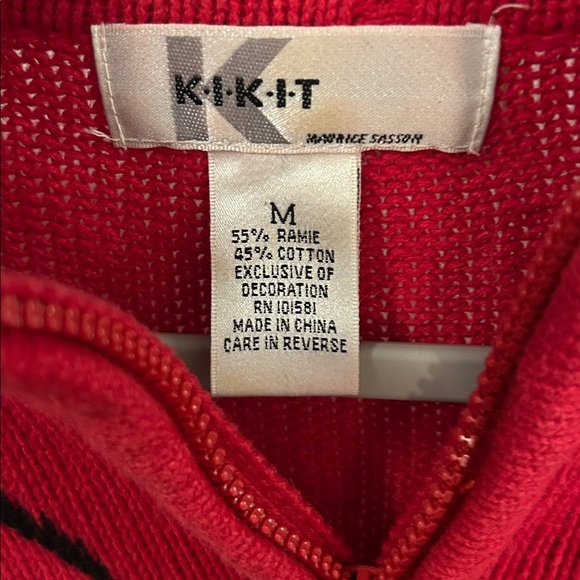 K·I·K·I·T
MAURICE SASSON
M
55% RAMIE
45% COTTON
EXCLUSIVE OF
DECORATION
RN 101581
MADE IN CHINA
CARE IN REVERSE